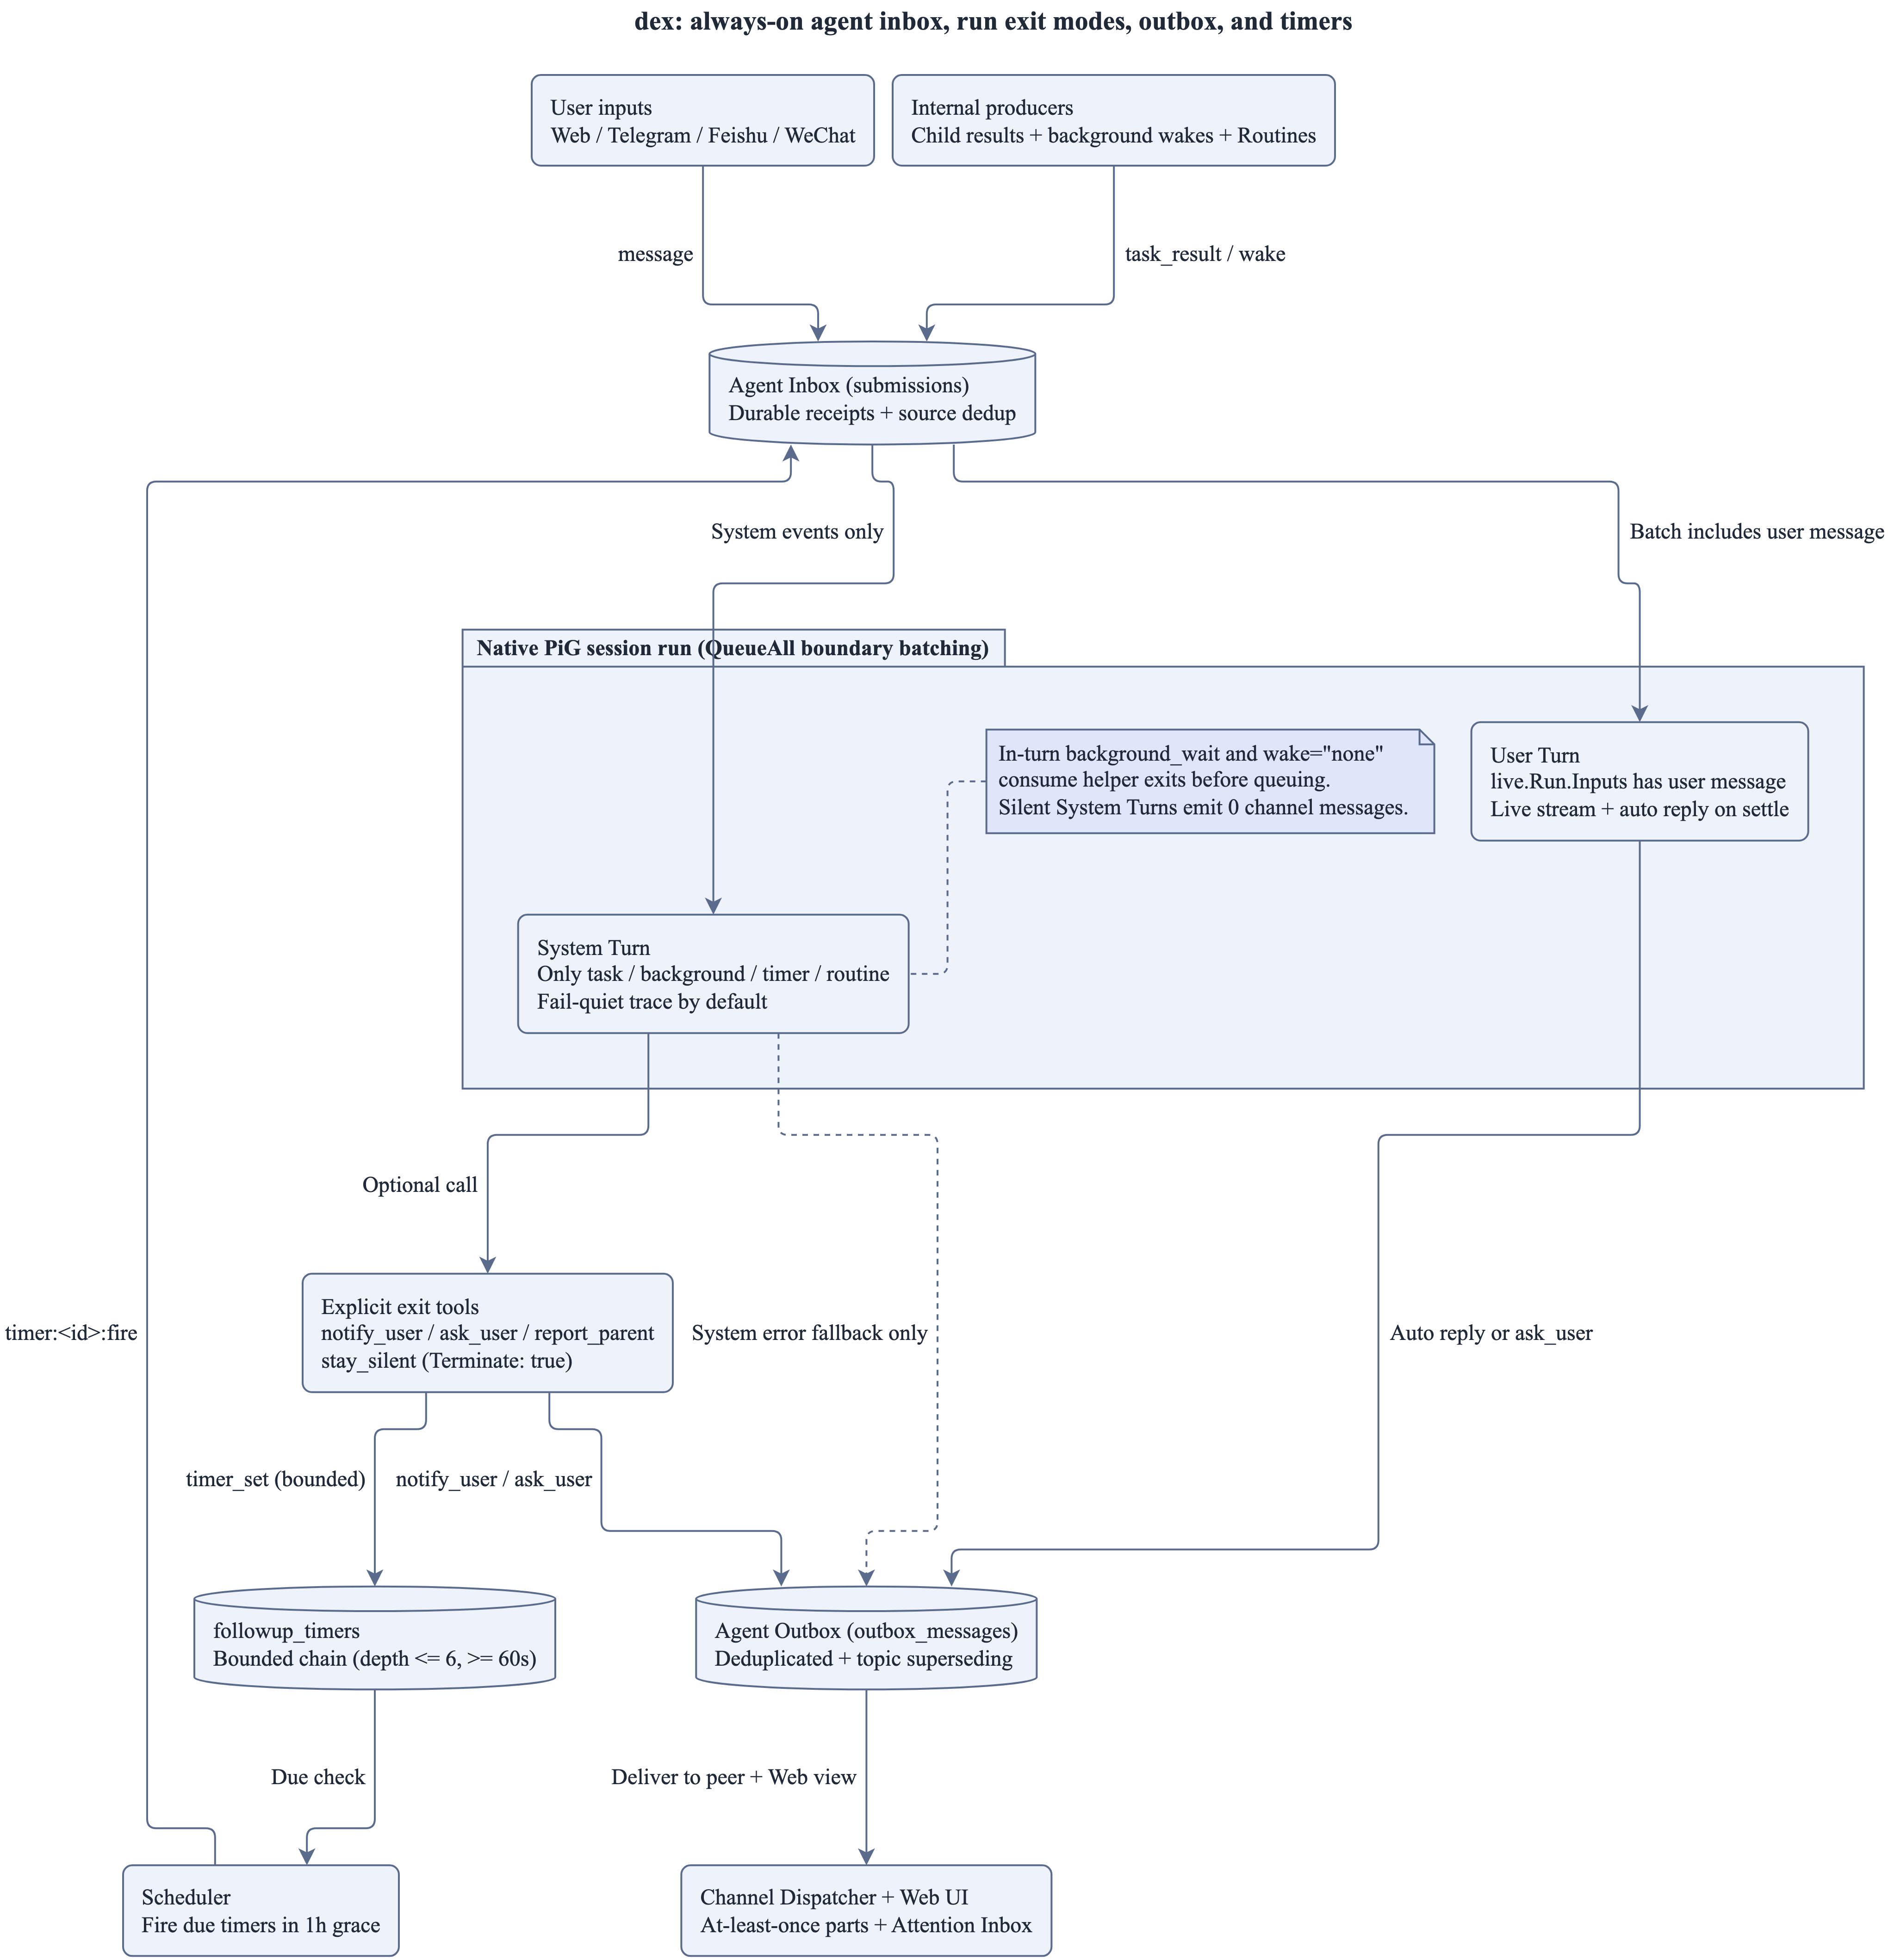 dex: always-on agent inbox, run exit modes, outbox, and timers
User inputs
Web / Telegram / Feishu / WeChat
Internal producers
Child results + background wakes + Routines
message
task_result / wake
Agent Inbox (submissions)
Durable receipts + source dedup
System events only
Batch includes user message
Native PiG session run (QueueAll boundary batching)
In-turn background_wait and wake="none"
consume helper exits before queuing.
Silent System Turns emit 0 channel messages.
User Turn
live.Run.Inputs has user message
Live stream + auto reply on settle
System Turn
Only task / background / timer / routine
Fail-quiet trace by default
Optional call
Explicit exit tools
notify_user / ask_user / report_parent
stay_silent (Terminate: true)
timer:<id>:fire
System error fallback only
Auto reply or ask_user
timer_set (bounded)
notify_user / ask_user
followup_timers
Bounded chain (depth <= 6, >= 60s)
Agent Outbox (outbox_messages)
Deduplicated + topic superseding
Due check
Deliver to peer + Web view
Scheduler
Fire due timers in 1h grace
Channel Dispatcher + Web UI
At-least-once parts + Attention Inbox